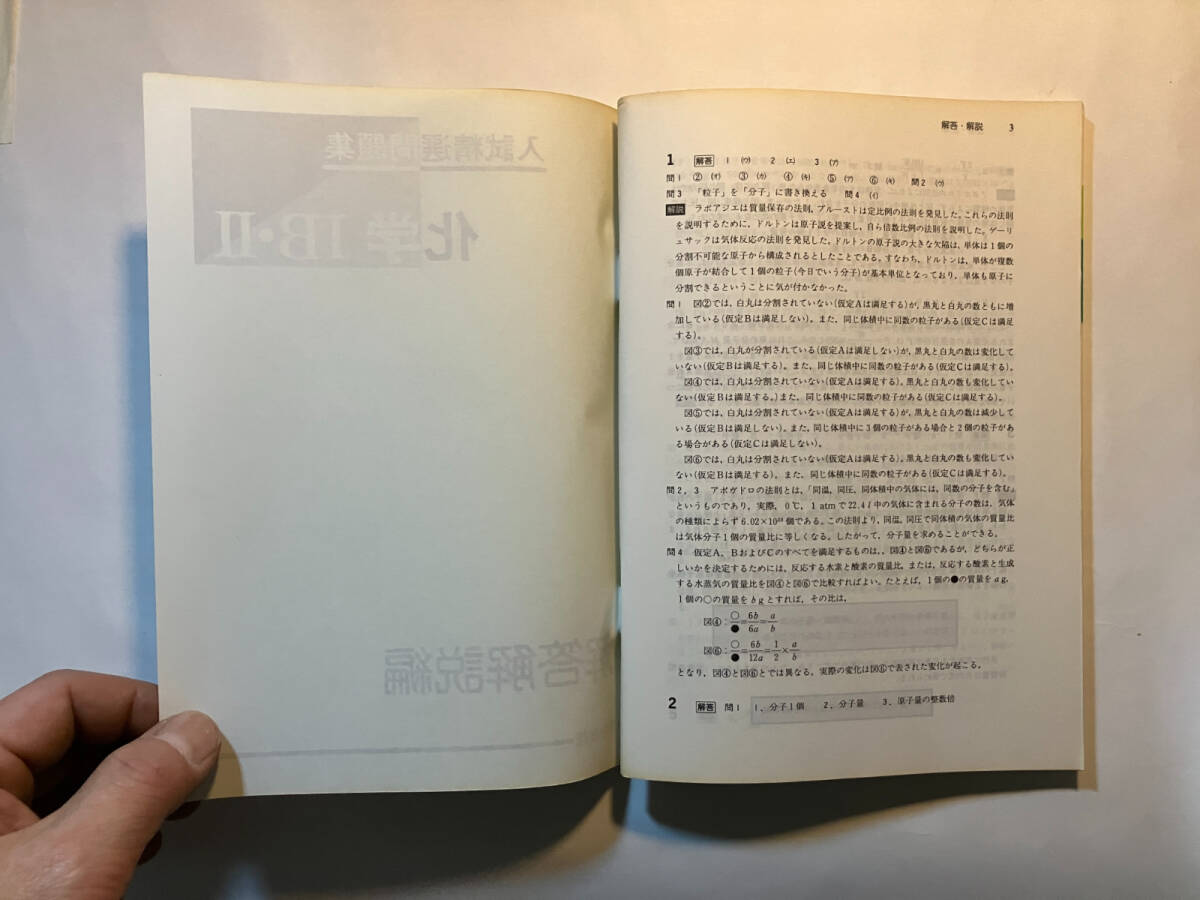 入試精選問題集
化学ⅠB・Ⅱ
解答解説編
解答・解説 3
1 解答 1 (ウ) 2 (エ) 3 (ア)
問1 ② (オ) ③ (カ) ④ (キ) ⑤ (ア) ⑥ (キ) 問2 (ウ)
問3 「粒子」を「分子」に書き換える 問4 (イ)
解説 ラボアジエは質量保存の法則,プルーストは定比例の法則を発見した。これらの法則
を説明するために,ドルトンは原子説を提案し,自ら倍数比例の法則を説明した。ゲーリ
ュサックは気体反応の法則を発見した。ドルトンの原子説の大きな欠陥は,単体は1個の
分割不可能な原子から構成されるとしたことである。すなわち,ドルトンは,単体が複数
個原子が結合して1個の粒子(今日でいう分子)が基本単位となっており,単体も原子に
分割できるということに気が付かなかった。
問1 図②では,白丸は分割されていない(仮定Aは満足する)が,黒丸と白丸の数ともに増
加している(仮定Bは満足しない)。また,同じ体積中に同数の粒子がある(仮定Cは満足
する)。
図③では,白丸が分割されている(仮定Aは満足しない)が,黒丸と白丸の数は変化して
いない(仮定Bは満足する)。また,同じ体積中に同数の粒子がある(仮定Cは満足する)。
図④では,白丸は分割されていない(仮定Aは満足する)。黒丸と白丸の数も変化してい
ない(仮定Bは満足する。)また,同じ体積中に同数の粒子がある(仮定Cは満足する)。
図⑤では,白丸は分割されていない(仮定Aは満足する)が,黒丸と白丸の数は減少して
いる(仮定Bは満足しない)。また,同じ体積中に3個の粒子がある場合と2個の粒子があ
る場合がある(仮定Cは満足しない)。
図⑥では,白丸は分割されていない(仮定Aは満足する)。黒丸と白丸の数も変化してい
ない(仮定Bは満足する)。また,同じ体積中に同数の粒子がある(仮定Cは満足する)。
問2,3 アボガドロの法則とは,「同温,同圧,同体積中の気体には,同数の分子を含む」
というものであり,実際,0℃,1 atmで22.4 l 中の気体に含まれる分子の数は,気体
の種類によらず6.02×10²³個である。この法則より,同温,同圧で同体積の気体の質量比
は気体分子1個の質量比に等しくなる。したがって,分子量を求めることができる。
問4 仮定A,BおよびCのすべてを満足するものは,,図④と図⑥であるが,どちらが正
しいかを決定するためには,反応する水素と酸素の質量比,または,反応する酸素と生成
する水蒸気の質量比を図④と図⑥で比較すればよい。たとえば,1個の●の質量をa g,
1個の○の質量をb gとすれば,その比は,
図④:○/●=6b/6a=a/b
図⑥:○/●=6b/12a=1/2×a/b
となり,図④と図⑥とでは異なる。実際の変化は図⑥で表された変化が起こる。
2 解答 問1 1.分子1個 2.分子量 3.原子量の整数倍